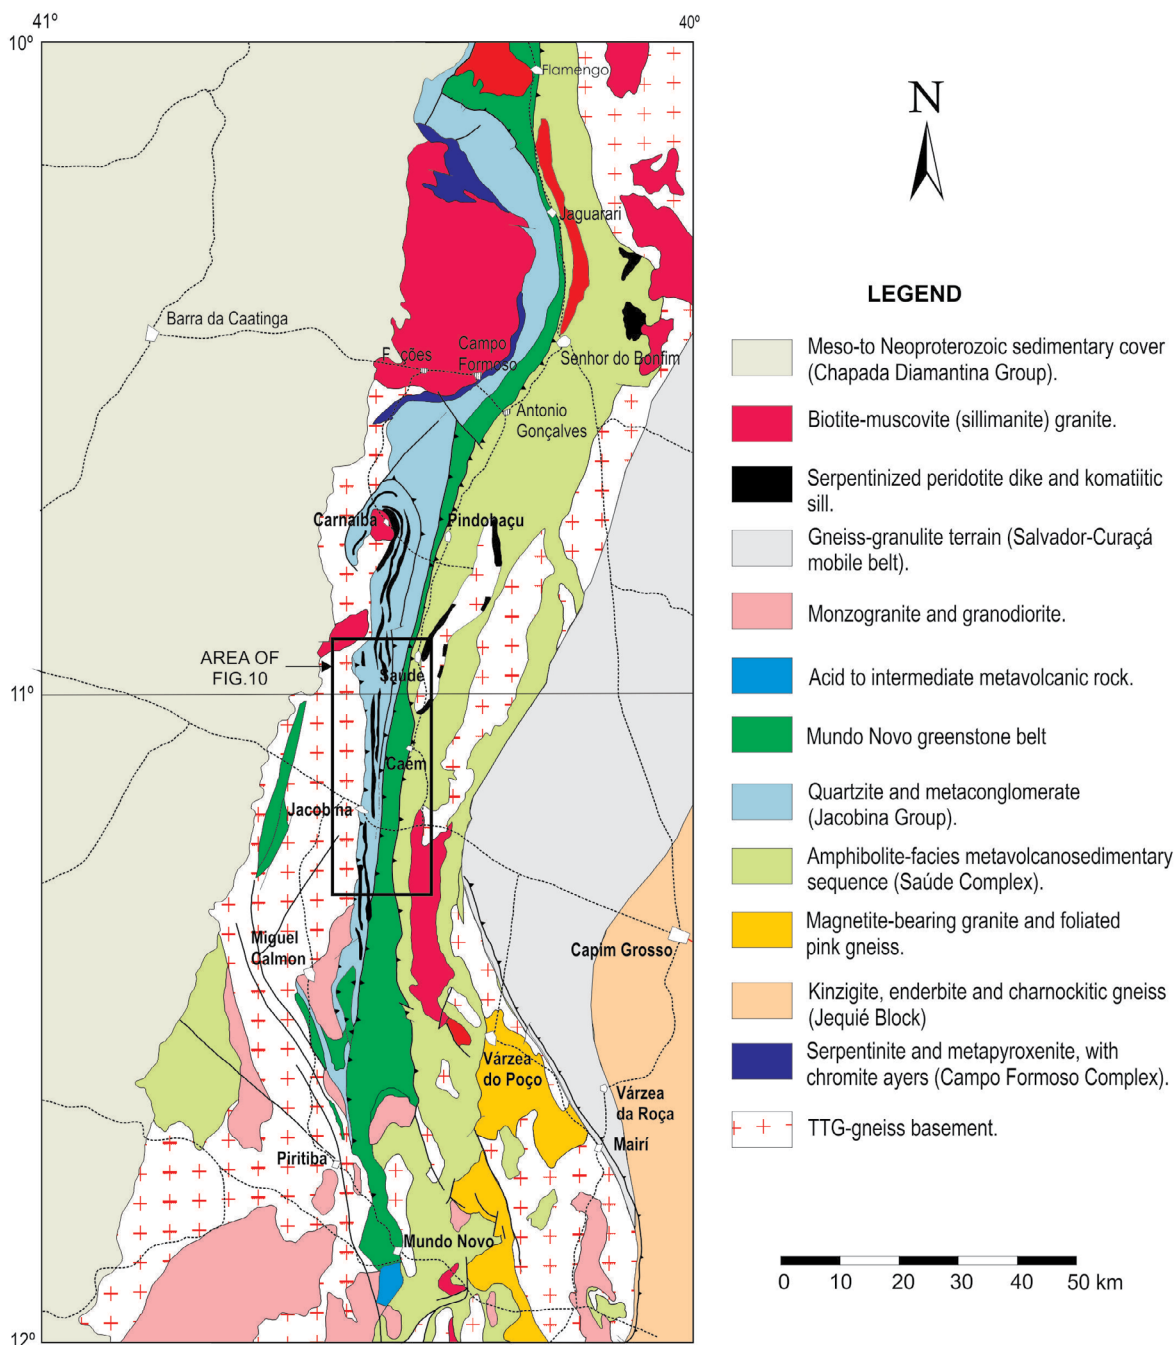 41º
40º
10º
Flamengo
N
Jaguarari
LEGEND
Barra da Caatinga
Campo
Formoso
Senhor do Bonfim
Antonio
Gonçalves
Carnaíba
Pindobaçu
AREA OF
FIG.10
Saúde
11º
Caém
Jacobina
Miguel
Calmon
Capim Grosso
Várzea
do Poço
Várzea
da Roça
Mairí
Piritiba
Mundo Novo
12º
Meso-to Neoproterozoic sedimentary cover
(Chapada Diamantina Group).
Biotite-muscovite (sillimanite) granite.
Serpentinized peridotite dike and komatiitic
sill.
Gneiss-granulite terrain (Salvador-Curaçá
mobile belt).
Monzogranite and granodiorite.
Acid to intermediate metavolcanic rock.
Mundo Novo greenstone belt
Quartzite and metaconglomerate
(Jacobina Group).
Amphibolite-facies metavolcanosedimentary
sequence (Saúde Complex).
Magnetite-bearing granite and foliated
pink gneiss.
Kinzigite, enderbite and charnockitic gneiss
(Jequié Block)
Serpentinite and metapyroxenite, with
chromite ayers (Campo Formoso Complex).
TTG-gneiss basement.
0 10 20 30 40 50 km